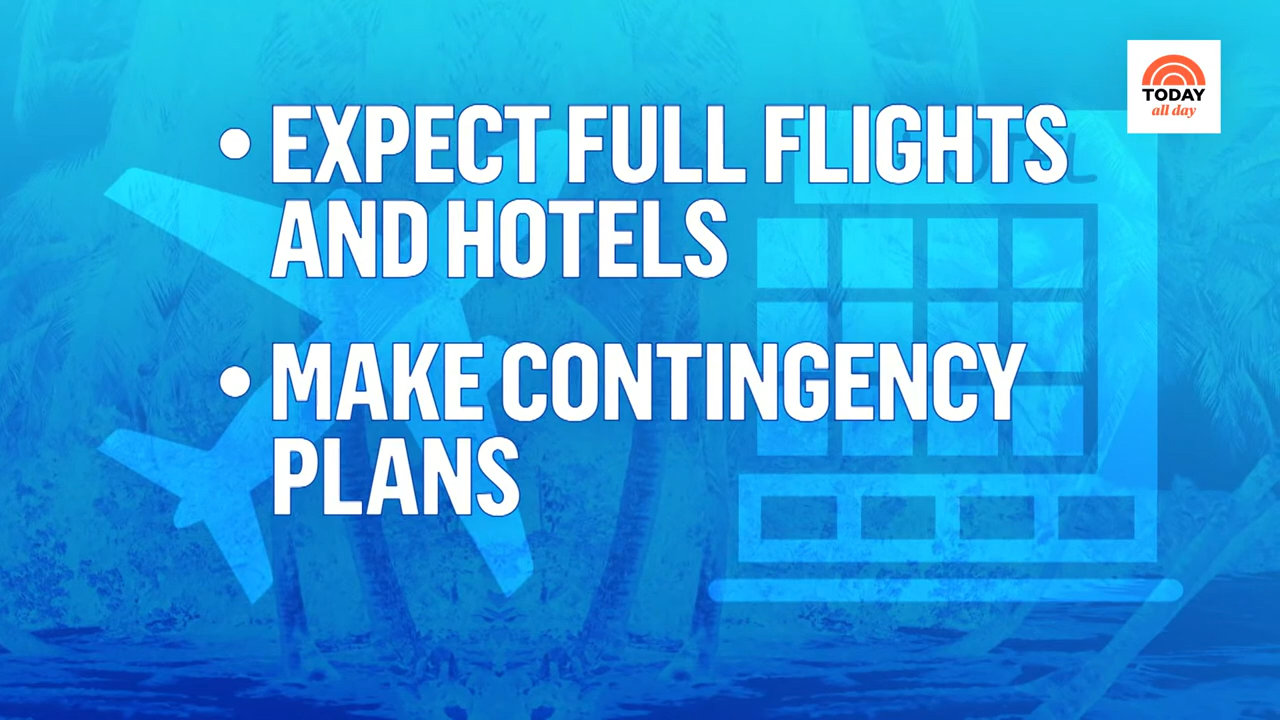 TODAY
all day
• EXPECT FULL FLIGHTS
AND HOTELS
• MAKE CONTINGENCY
PLANS